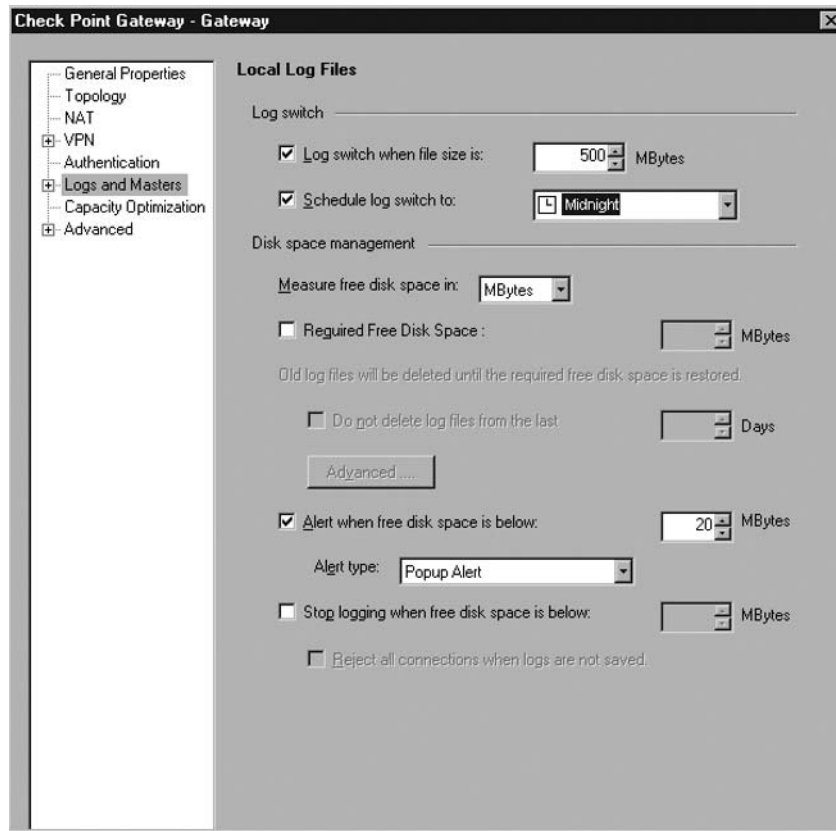 Check Point Gateway - Gateway
General Properties
Topology
NAT
VPN
Authentication
Logs and Masters
Capacity Optimization
Advanced
Local Log Files
Log switch
Log switch when file size is: 500 MBytes
Schedule log switch to: Midnight
Disk space management
Measure free disk space in: MBytes
Required Free Disk Space : MBytes
Old log files will be deleted until the required free disk space is restored.
Do not delete log files from the last Days
Advanced ....
Alert when free disk space is below: 20 MBytes
Alert type: Popup Alert
Stop logging when free disk space is below: MBytes
Reject all connections when logs are not saved.